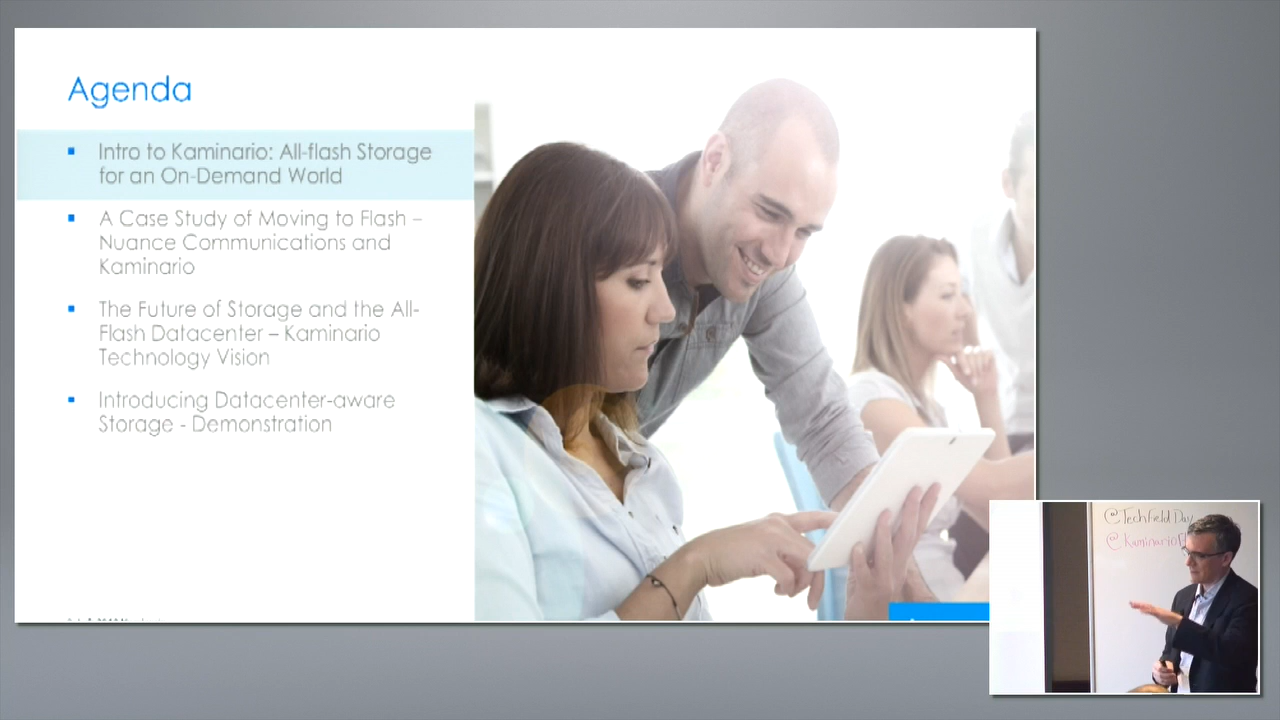 Agenda
Intro to Kaminario: All-flash Storage
for an On-Demand World
A Case Study of Moving to Flash –
Nuance Communications and
Kaminario
The Future of Storage and the All-
Flash Datacenter – Kaminario
Technology Vision
Introducing Datacenter-aware
Storage - Demonstration
@TechFieldDay